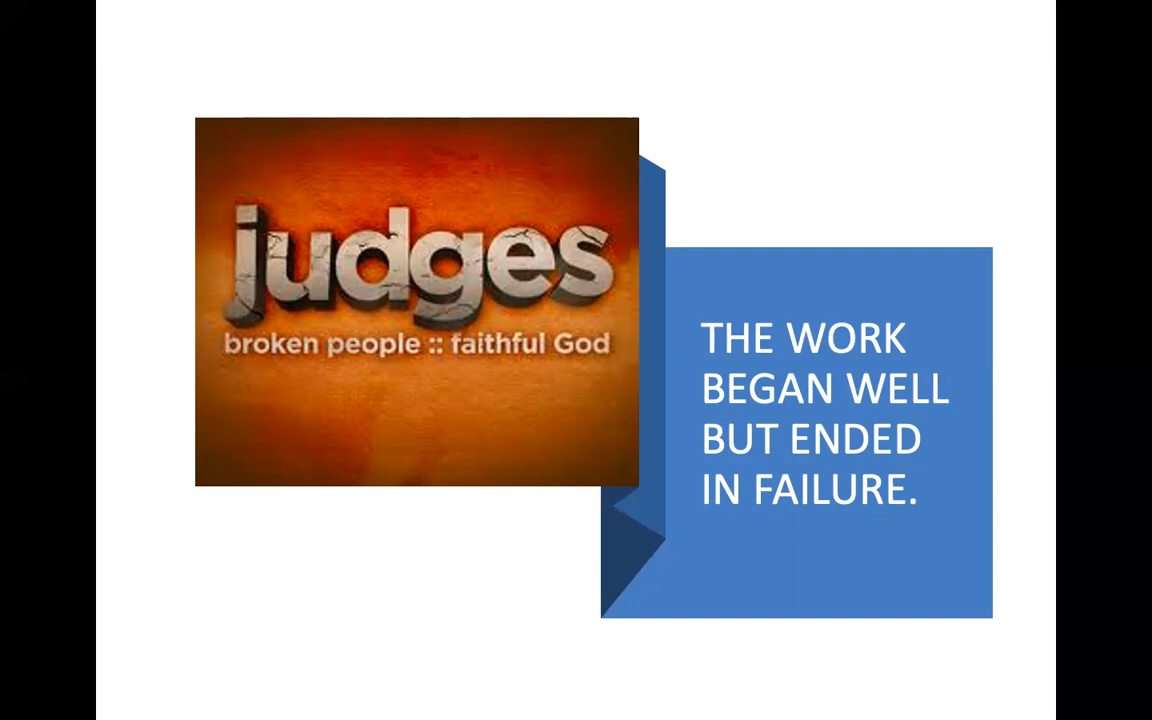 judges
broken people :: faithful God
THE WORK
BEGAN WELL
BUT ENDED
IN FAILURE.